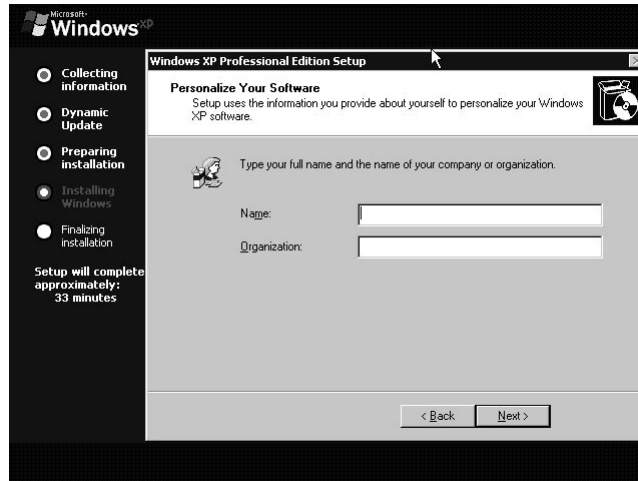 Microsoft
Windows XP
Windows XP Professional Edition Setup
Collecting
information
Dynamic
Update
Preparing
installation
Installing
Windows
Finalizing
installation
Setup will complete
approximately:
33 minutes
Personalize Your Software
Setup uses the information you provide about yourself to personalize your Windows
XP software.
Type your full name and the name of your company or organization.
Name:
Organization:
< Back
Next >